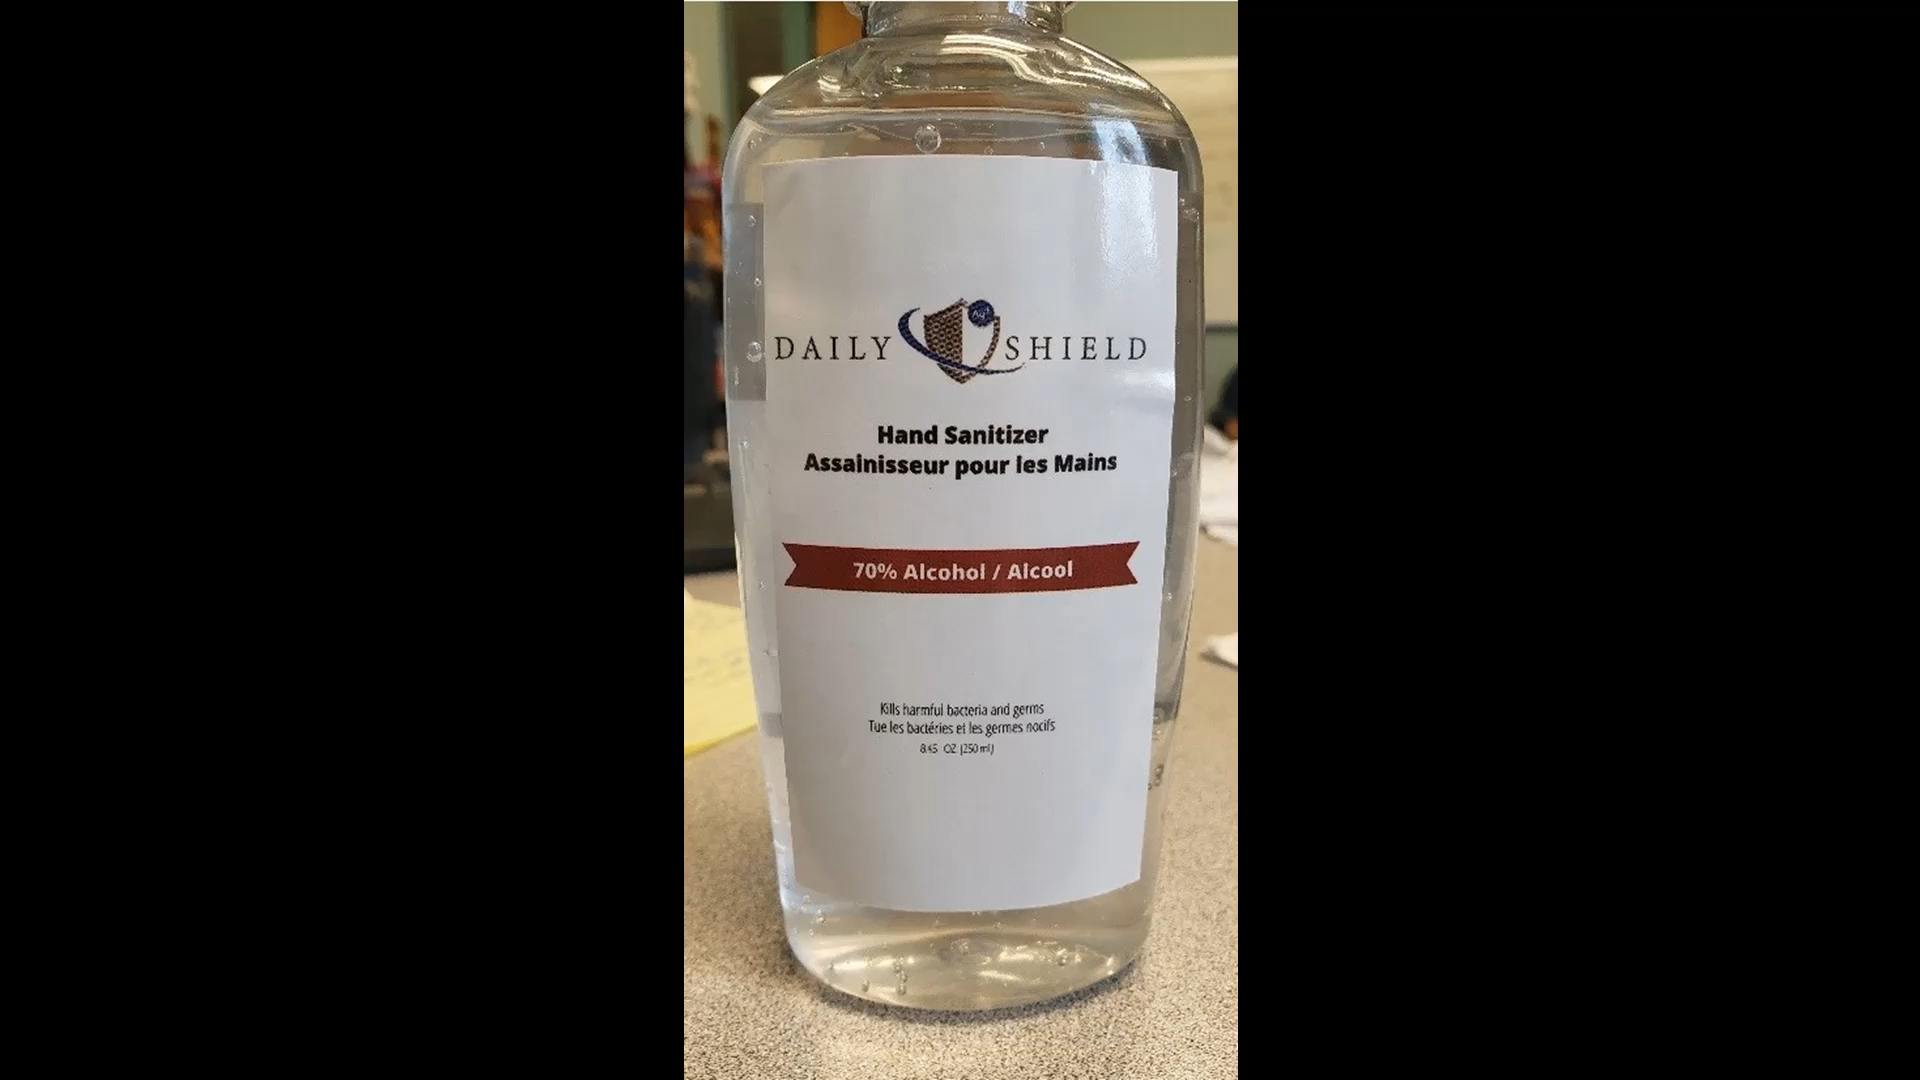 DAILY SHIELD
Hand Sanitizer
Assainisseur pour les Mains
70% Alcohol / Alcool
Kills harmful bacteria and germs
Tue les bactéries et les germes nocifs
8.45 OZ (250 ml)